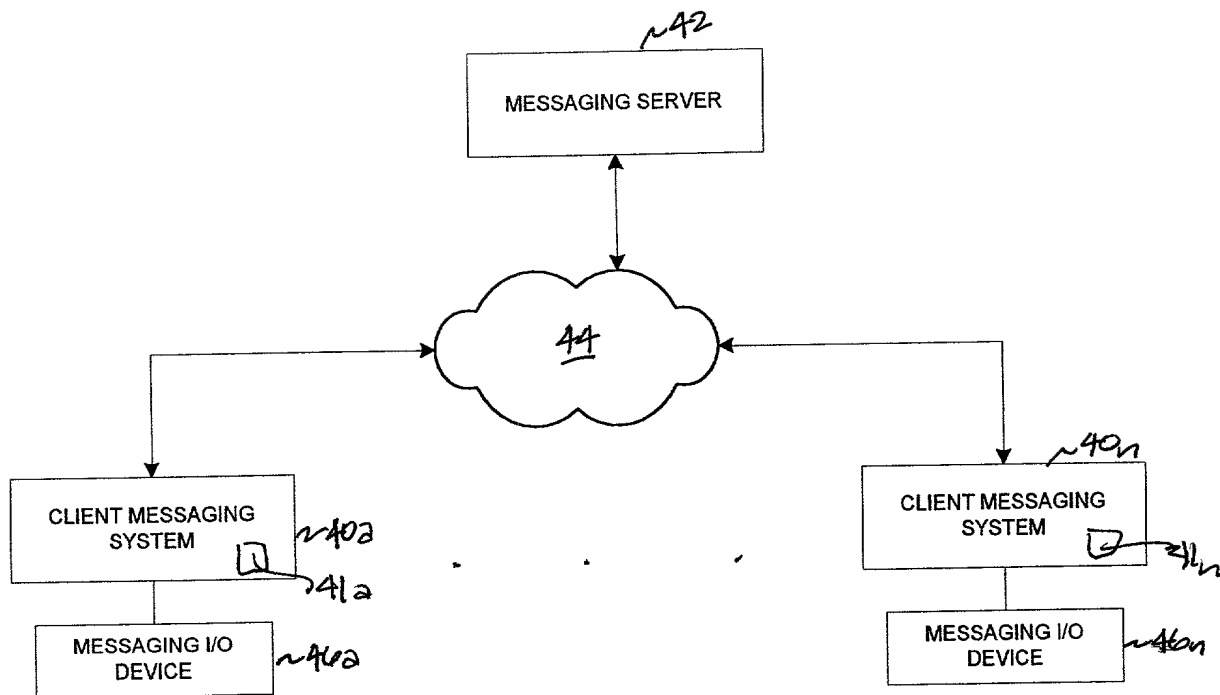 ~42
MESSAGING SERVER
44
~40n
CLIENT MESSAGING
SYSTEM
~40a
41a
CLIENT MESSAGING
SYSTEM
41n
MESSAGING I/O
DEVICE
~46a
MESSAGING I/O
DEVICE
~46n